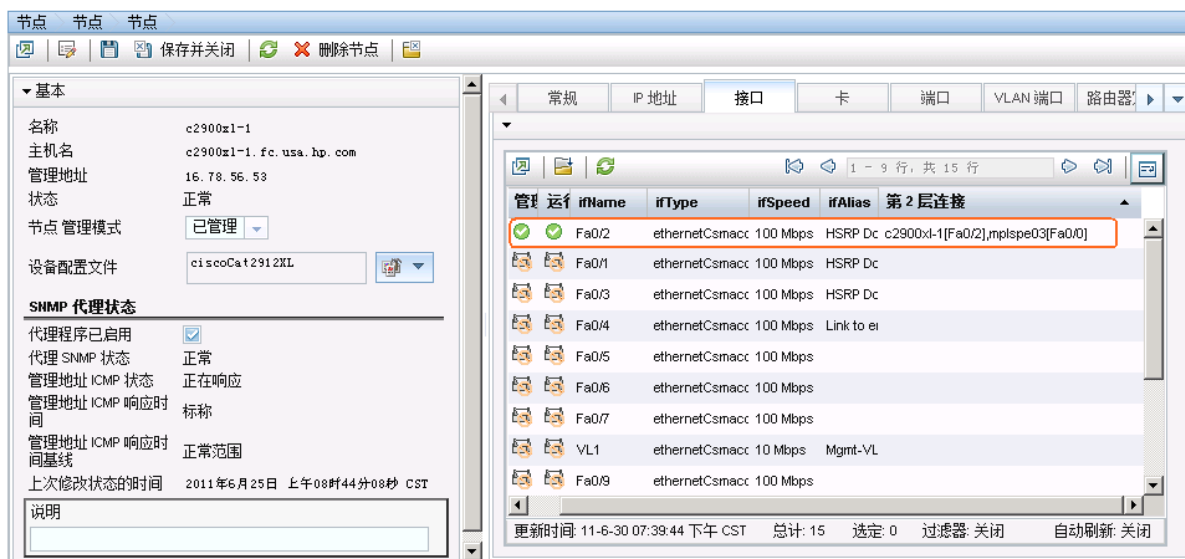 节点 节点 节点
保存并关闭 删除节点
基本
名称 c2900xl-1
主机名 c2900xl-1.fc.usa.hp.com
管理地址 16.78.56.53
状态 正常
节点 管理模式 已管理
设备配置文件 ciscoCat2912XL
SNMP 代理状态
代理程序已启用
代理 SNMP 状态 正常
管理地址 ICMP 状态 正在响应
管理地址 ICMP 响应时
间 标称
管理地址 ICMP 响应时
间基线 正常范围
上次修改状态的时间 2011年6月25日 上午08时44分08秒 CST
说明
常规 IP 地址 接口 卡 端口 VLAN 端口 路由器
1 - 9 行, 共 15 行
管理 运行 ifName ifType ifSpeed ifAlias 第 2 层连接
Fa0/2 ethernetCsmacc 100 Mbps HSRP Dc c2900xl-1[Fa0/2],mplspe03[Fa0/0]
Fa0/1 ethernetCsmacc 100 Mbps HSRP Dc
Fa0/3 ethernetCsmacc 100 Mbps HSRP Dc
Fa0/4 ethernetCsmacc 100 Mbps Link to er
Fa0/5 ethernetCsmacc 100 Mbps
Fa0/6 ethernetCsmacc 100 Mbps
Fa0/7 ethernetCsmacc 100 Mbps
VL1 ethernetCsmacc 10 Mbps Mgmt-VL
Fa0/9 ethernetCsmacc 100 Mbps
更新时间: 11-6-30 07:39:44 下午 CST 总计: 15 选定: 0 过滤器: 关闭 自动刷新: 关闭